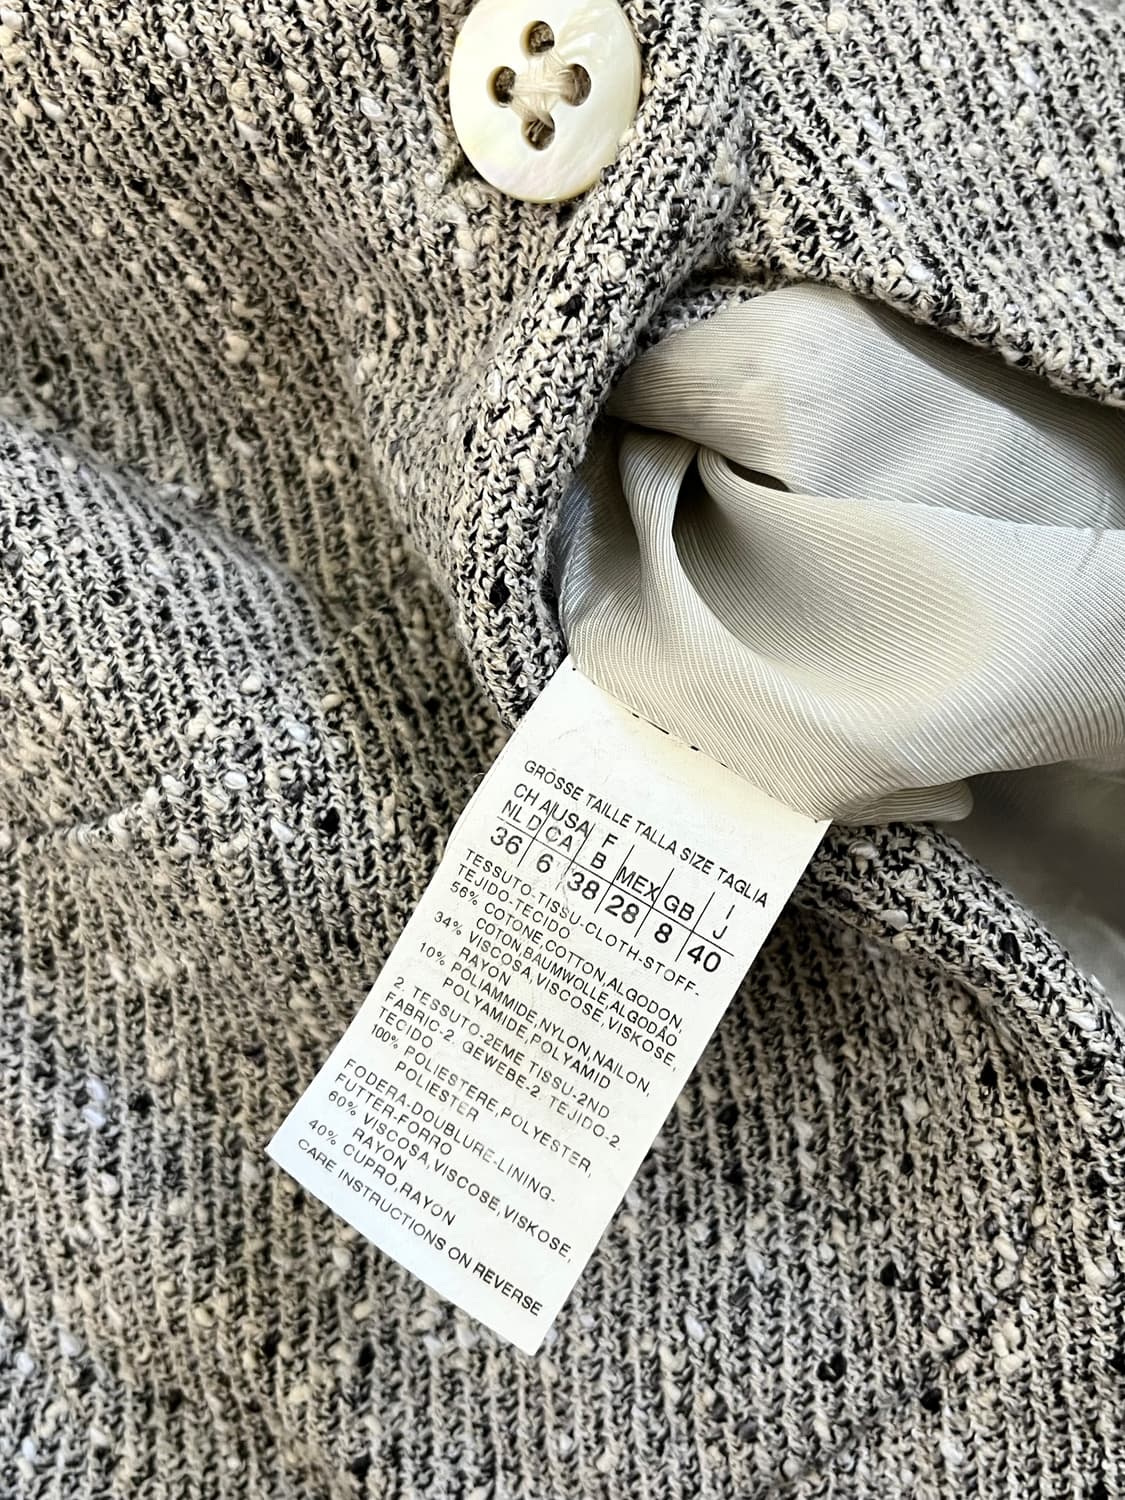 GRÖSSE TAILLE TALLA SIZE TAGLIA
CH A USA F MEX GB I
NL D CA B J
36 6 38 28 8 40
TESSUTO-TISSU-CLOTH-STOFF-
TEJIDO-TECIDO
56% COTONE,COTTON,ALGODON,
COTON,BAUMWOLLE,ALGODÃO
34% VISCOSA,VISCOSE,VISKOSE,
RAYON
10% POLIAMMIDE,NYLON,NAILON,
POLYAMIDE,POLYAMID
2. TESSUTO-2EME TISSU-2ND
FABRIC-2. GEWEBE-2 TEJIDO-2.
TECIDO
100% POLIESTERE,POLYESTER,
POLIESTER
FODERA-DOUBLURE-LINING-
FUTTER-FORRO
60% VISCOSA,VISCOSE,VISKOSE,
RAYON
40% CUPRO,RAYON
CARE INSTRUCTIONS ON REVERSE